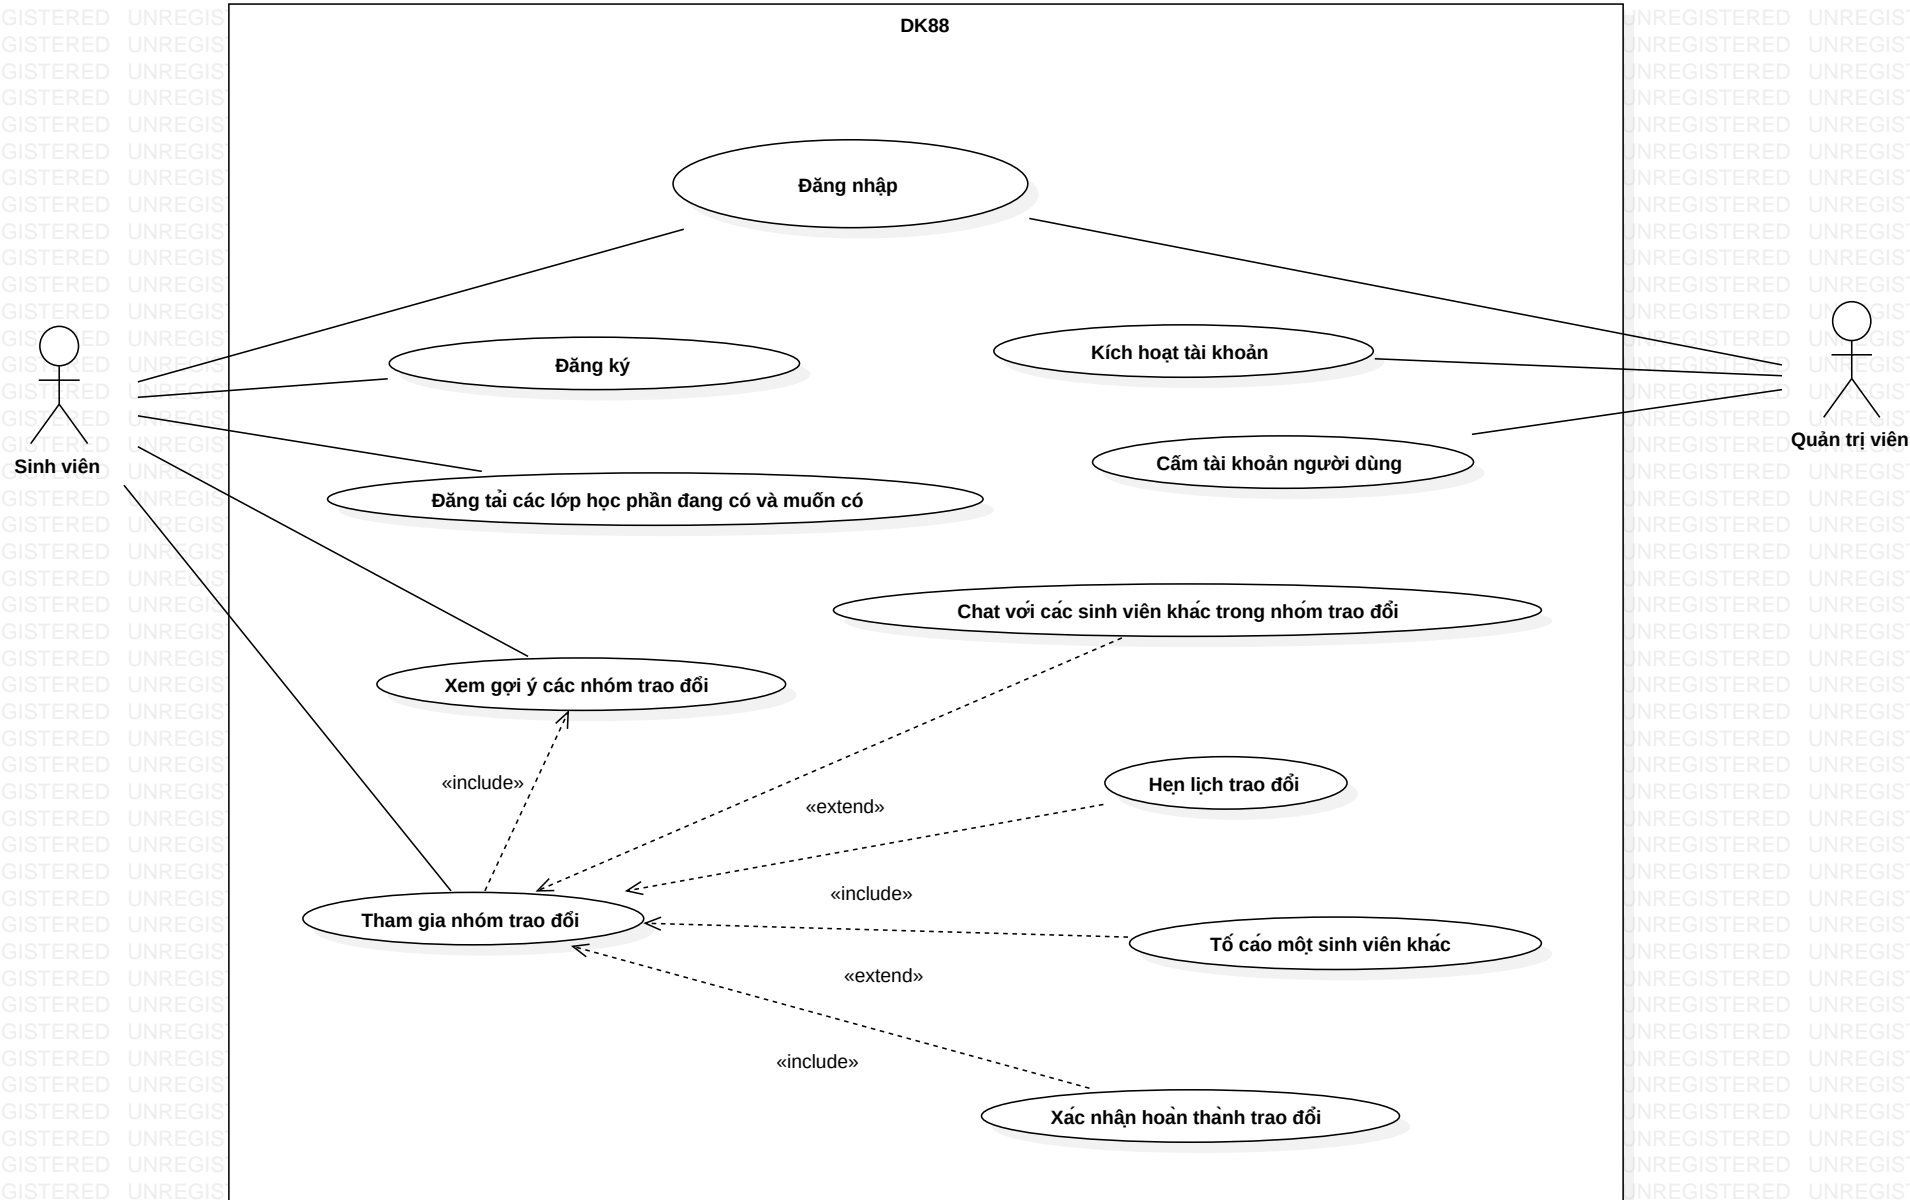 DK88
Đăng nhập
Đăng ký
Kích hoạt tài khoản
Sinh viên
Quản trị viên
Cấm tài khoản người dùng
Đăng tải các lớp học phần đang có và muốn có
Chat với các sinh viên khác trong nhóm trao đổi
Xem gợi ý các nhóm trao đổi
«include»
Hẹn lịch trao đổi
«extend»
«include»
Tham gia nhóm trao đổi
Tố cáo một sinh viên khác
«extend»
«include»
Xác nhận hoàn thành trao đổi
UNREGISTERED